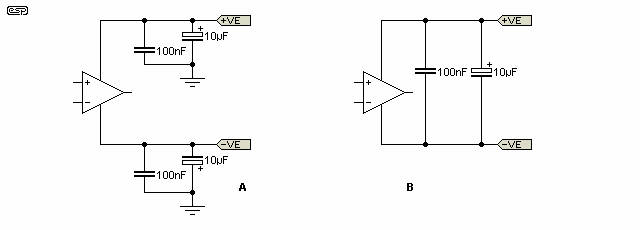 esp
+VE
+VE
+
10µF
100nF
+
-
+
100nF
10µF
+
-
-VE
-VE
10µF
+
100nF
A
B